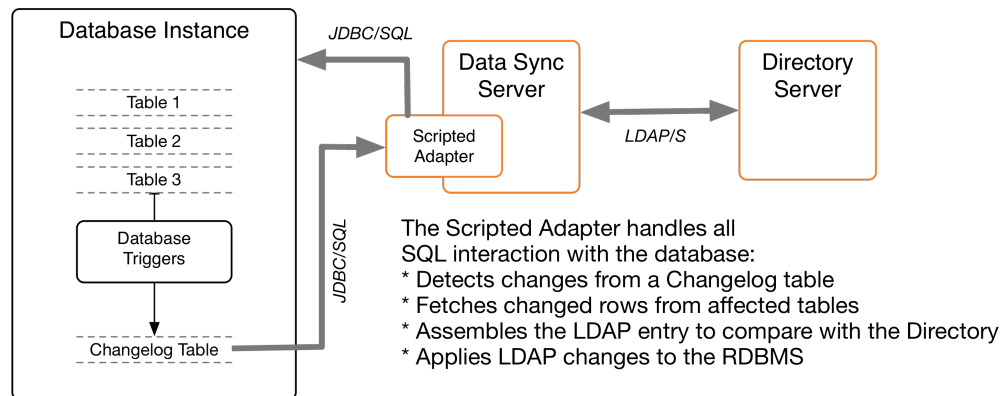 Database Instance
Table 1
Table 2
Table 3
Database
Triggers
Changelog Table
JDBC/SQL
JDBC/SQL
Data Sync
Server
Scripted
Adapter
LDAP/S
Directory
Server
The Scripted Adapter handles all
SQL interaction with the database:
* Detects changes from a Changelog table
* Fetches changed rows from affected tables
* Assembles the LDAP entry to compare with the Directory
* Applies LDAP changes to the RDBMS